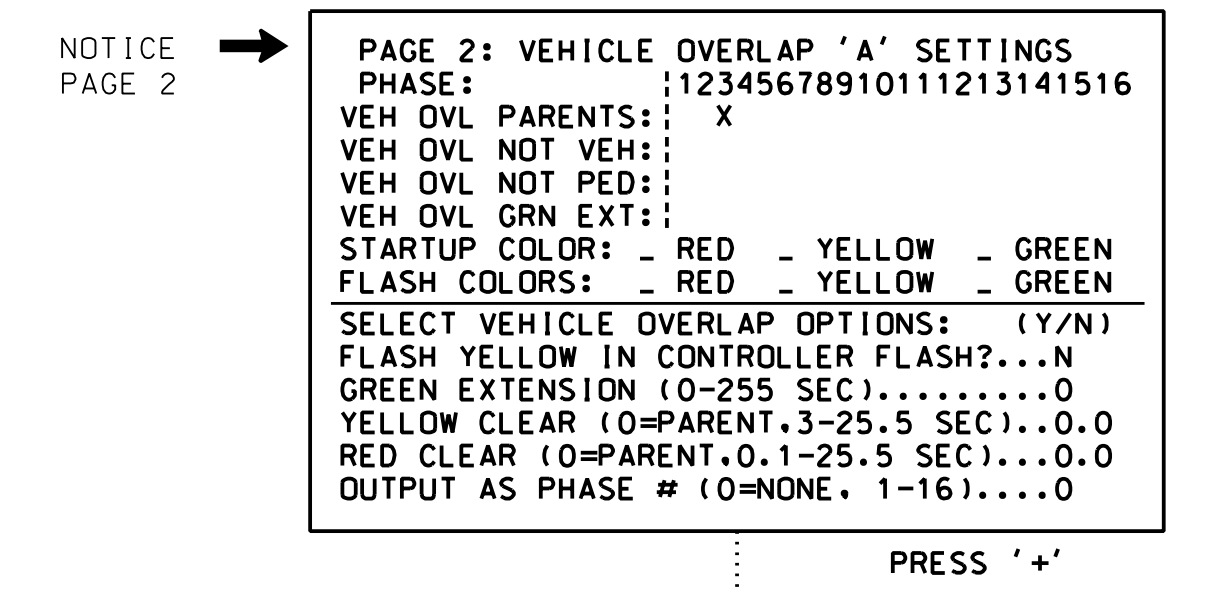 NOTICE
PAGE 2
PAGE 2: VEHICLE OVERLAP 'A' SETTINGS
PHASE: ¦12345678910111213141516
VEH OVL PARENTS:¦ X
VEH OVL NOT VEH:¦
VEH OVL NOT PED:¦
VEH OVL GRN EXT:¦
STARTUP COLOR: _ RED _ YELLOW _ GREEN
FLASH COLORS: _ RED _ YELLOW _ GREEN
SELECT VEHICLE OVERLAP OPTIONS: (Y/N)
FLASH YELLOW IN CONTROLLER FLASH?...N
GREEN EXTENSION (0-255 SEC).........0
YELLOW CLEAR (0=PARENT,3-25.5 SEC)..0.0
RED CLEAR (0=PARENT,0.1-25.5 SEC)...0.0
OUTPUT AS PHASE # (0=NONE, 1-16)....0
PRESS '+'